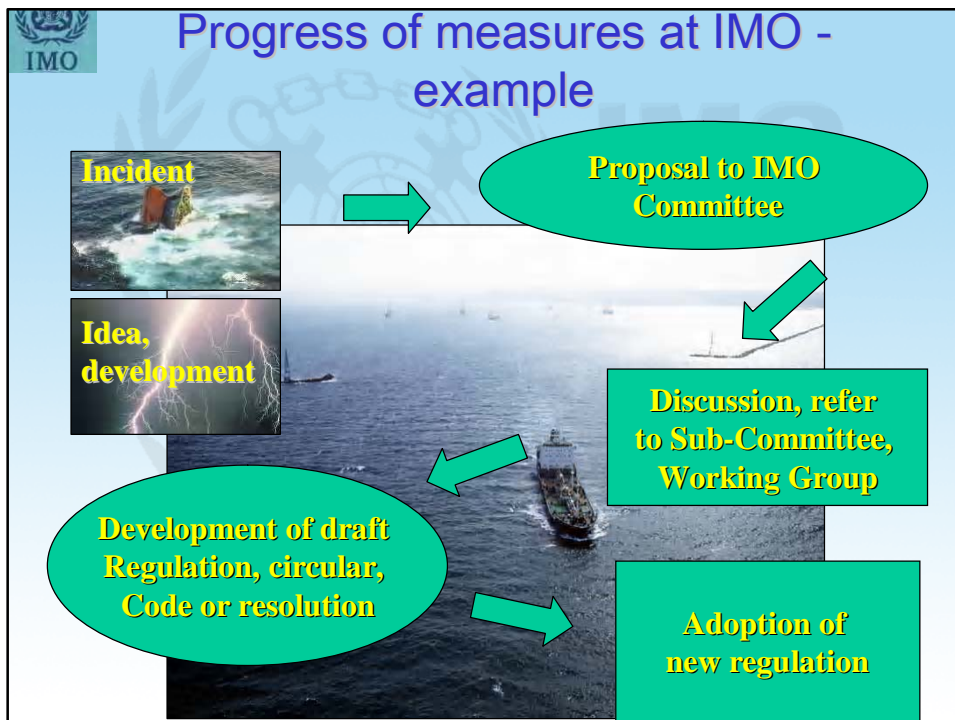 IMO
Progress of measures at IMO -
example
Incident
Idea,
development
Proposal to IMO
Committee
Discussion, refer
to Sub-Committee,
Working Group
Development of draft
Regulation, circular,
Code or resolution
Adoption of
new regulation